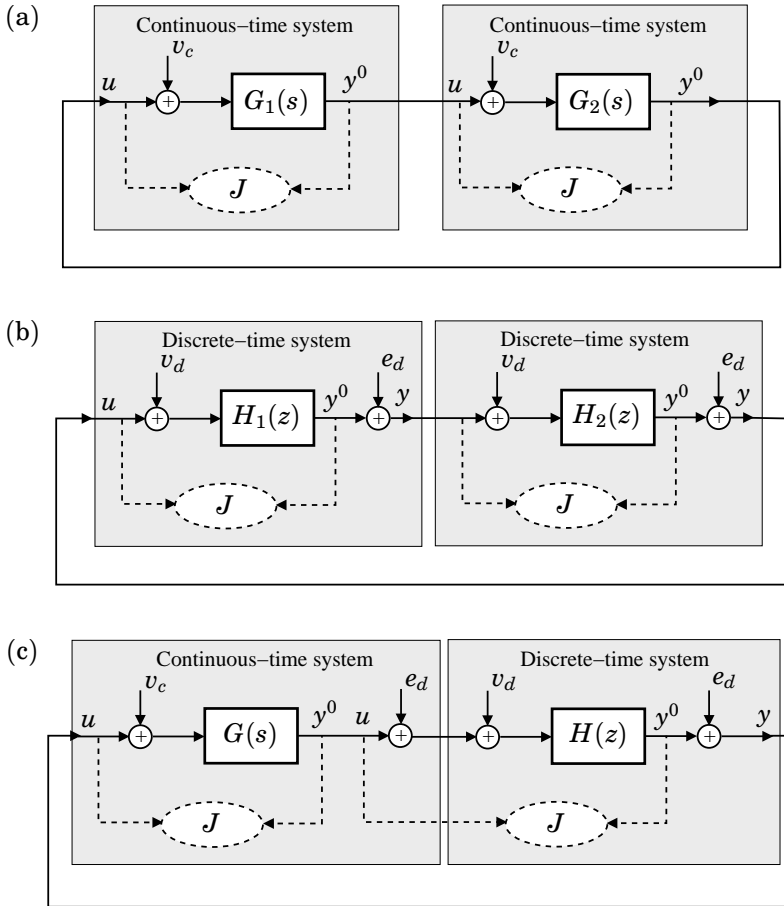 (a)
Continuous−time system Continuous−time system
v_c v_c
u + G_1(s) y^0 u + G_2(s) y^0
J J
(b)
Discrete−time system Discrete−time system
v_d e_d v_d e_d
u + H_1(z) y^0 + y + H_2(z) y^0 + y
J J
(c)
Continuous−time system Discrete−time system
v_c e_d v_d e_d
u + G(s) y^0 u + + H(z) y^0 + y
J J